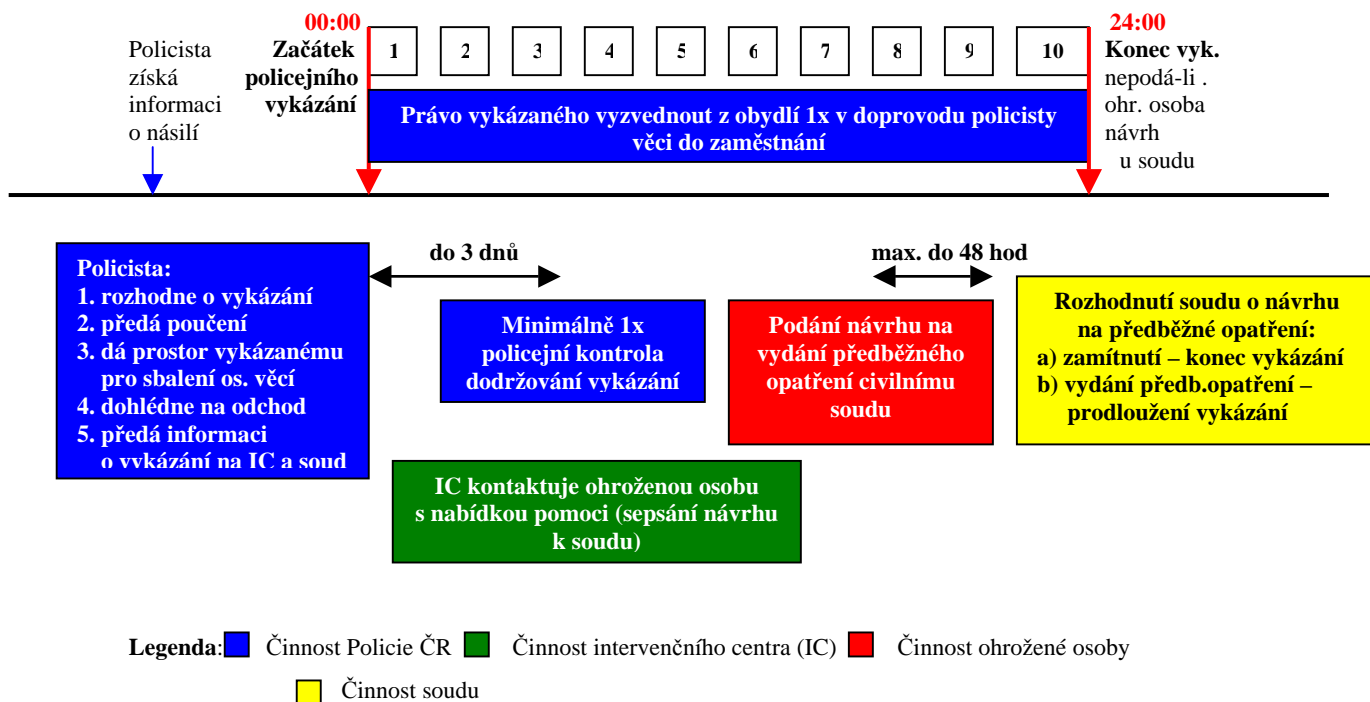 00:00
24:00
Policista
získá
informaci
o násilí
Začátek
policejního
vykázání
1 2 3 4 5 6 7 8 9 10
Konec vyk.
nepodá-li .
ohr. osoba
návrh
u soudu
Právo vykázaného vyzvednout z obydlí 1x v doprovodu policisty
věci do zaměstnání
Policista:
1. rozhodne o vykázání
2. předá poučení
3. dá prostor vykázanému
pro sbalení os. věcí
4. dohlédne na odchod
5. předá informaci
o vykázání na IC a soud
do 3 dnů
max. do 48 hod
Minimálně 1x
policejní kontrola
dodržování vykázání
Podání návrhu na
vydání předběžného
opatření civilnímu
soudu
Rozhodnutí soudu o návrhu
na předběžné opatření:
a) zamítnutí – konec vykázání
b) vydání předb.opatření –
prodloužení vykázání
IC kontaktuje ohroženou osobu
s nabídkou pomoci (sepsání návrhu
k soudu)
Legenda: Činnost Policie ČR Činnost intervenčního centra (IC) Činnost ohrožené osoby
Činnost soudu